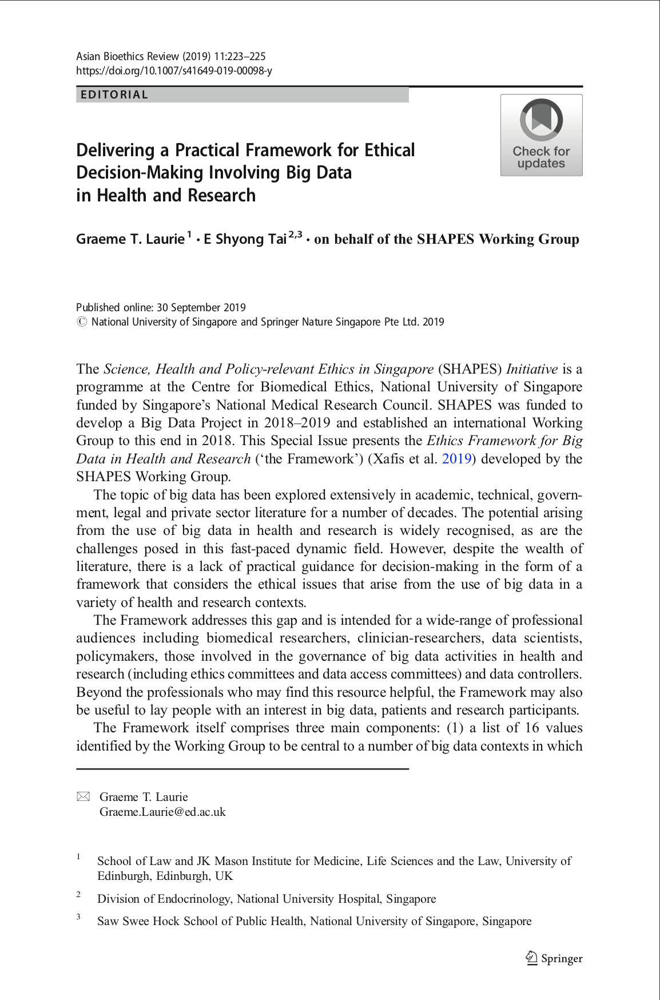 Asian Bioethics Review (2019) 11:223–225
https://doi.org/10.1007/s41649-019-00098-y
EDITORIAL
Check for
updates
Delivering a Practical Framework for Ethical
Decision-Making Involving Big Data
in Health and Research
Graeme T. Laurie 1 · E Shyong Tai 2,3 · on behalf of the SHAPES Working Group
Published online: 30 September 2019
© National University of Singapore and Springer Nature Singapore Pte Ltd. 2019
The Science, Health and Policy-relevant Ethics in Singapore (SHAPES) Initiative is a
programme at the Centre for Biomedical Ethics, National University of Singapore
funded by Singapore’s National Medical Research Council. SHAPES was funded to
develop a Big Data Project in 2018–2019 and established an international Working
Group to this end in 2018. This Special Issue presents the Ethics Framework for Big
Data in Health and Research (‘the Framework’) (Xafis et al. 2019) developed by the
SHAPES Working Group.
The topic of big data has been explored extensively in academic, technical, govern-
ment, legal and private sector literature for a number of decades. The potential arising
from the use of big data in health and research is widely recognised, as are the
challenges posed in this fast-paced dynamic field. However, despite the wealth of
literature, there is a lack of practical guidance for decision-making in the form of a
framework that considers the ethical issues that arise from the use of big data in a
variety of health and research contexts.
The Framework addresses this gap and is intended for a wide-range of professional
audiences including biomedical researchers, clinician-researchers, data scientists,
policymakers, those involved in the governance of big data activities in health and
research (including ethics committees and data access committees) and data controllers.
Beyond the professionals who may find this resource helpful, the Framework may also
be useful to lay people with an interest in big data, patients and research participants.
The Framework itself comprises three main components: (1) a list of 16 values
identified by the Working Group to be central to a number of big data contexts in which
Graeme T. Laurie
Graeme.Laurie@ed.ac.uk
1 School of Law and JK Mason Institute for Medicine, Life Sciences and the Law, University of
Edinburgh, Edinburgh, UK
2 Division of Endocrinology, National University Hospital, Singapore
3 Saw Swee Hock School of Public Health, National University of Singapore, Singapore
Springer